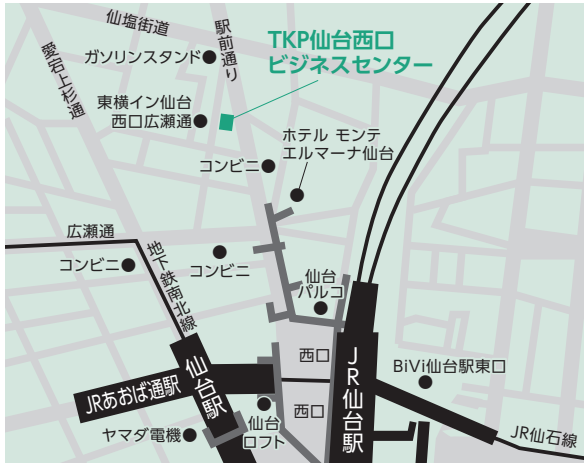 仙塩街道
駅前通り
愛宕上杉通
ガソリンスタンド
TKP仙台西口
ビジネスセンター
東横イン仙台
西口広瀬通
ホテル モンテ
エルマーナ仙台
コンビニ
広瀬通
地下鉄南北線
コンビニ
コンビニ
仙台
パルコ
西口
JR仙台駅
BiVi仙台駅東口
仙台駅
JRあおば通駅
西口
仙台
ロフト
ヤマダ電機
JR仙石線